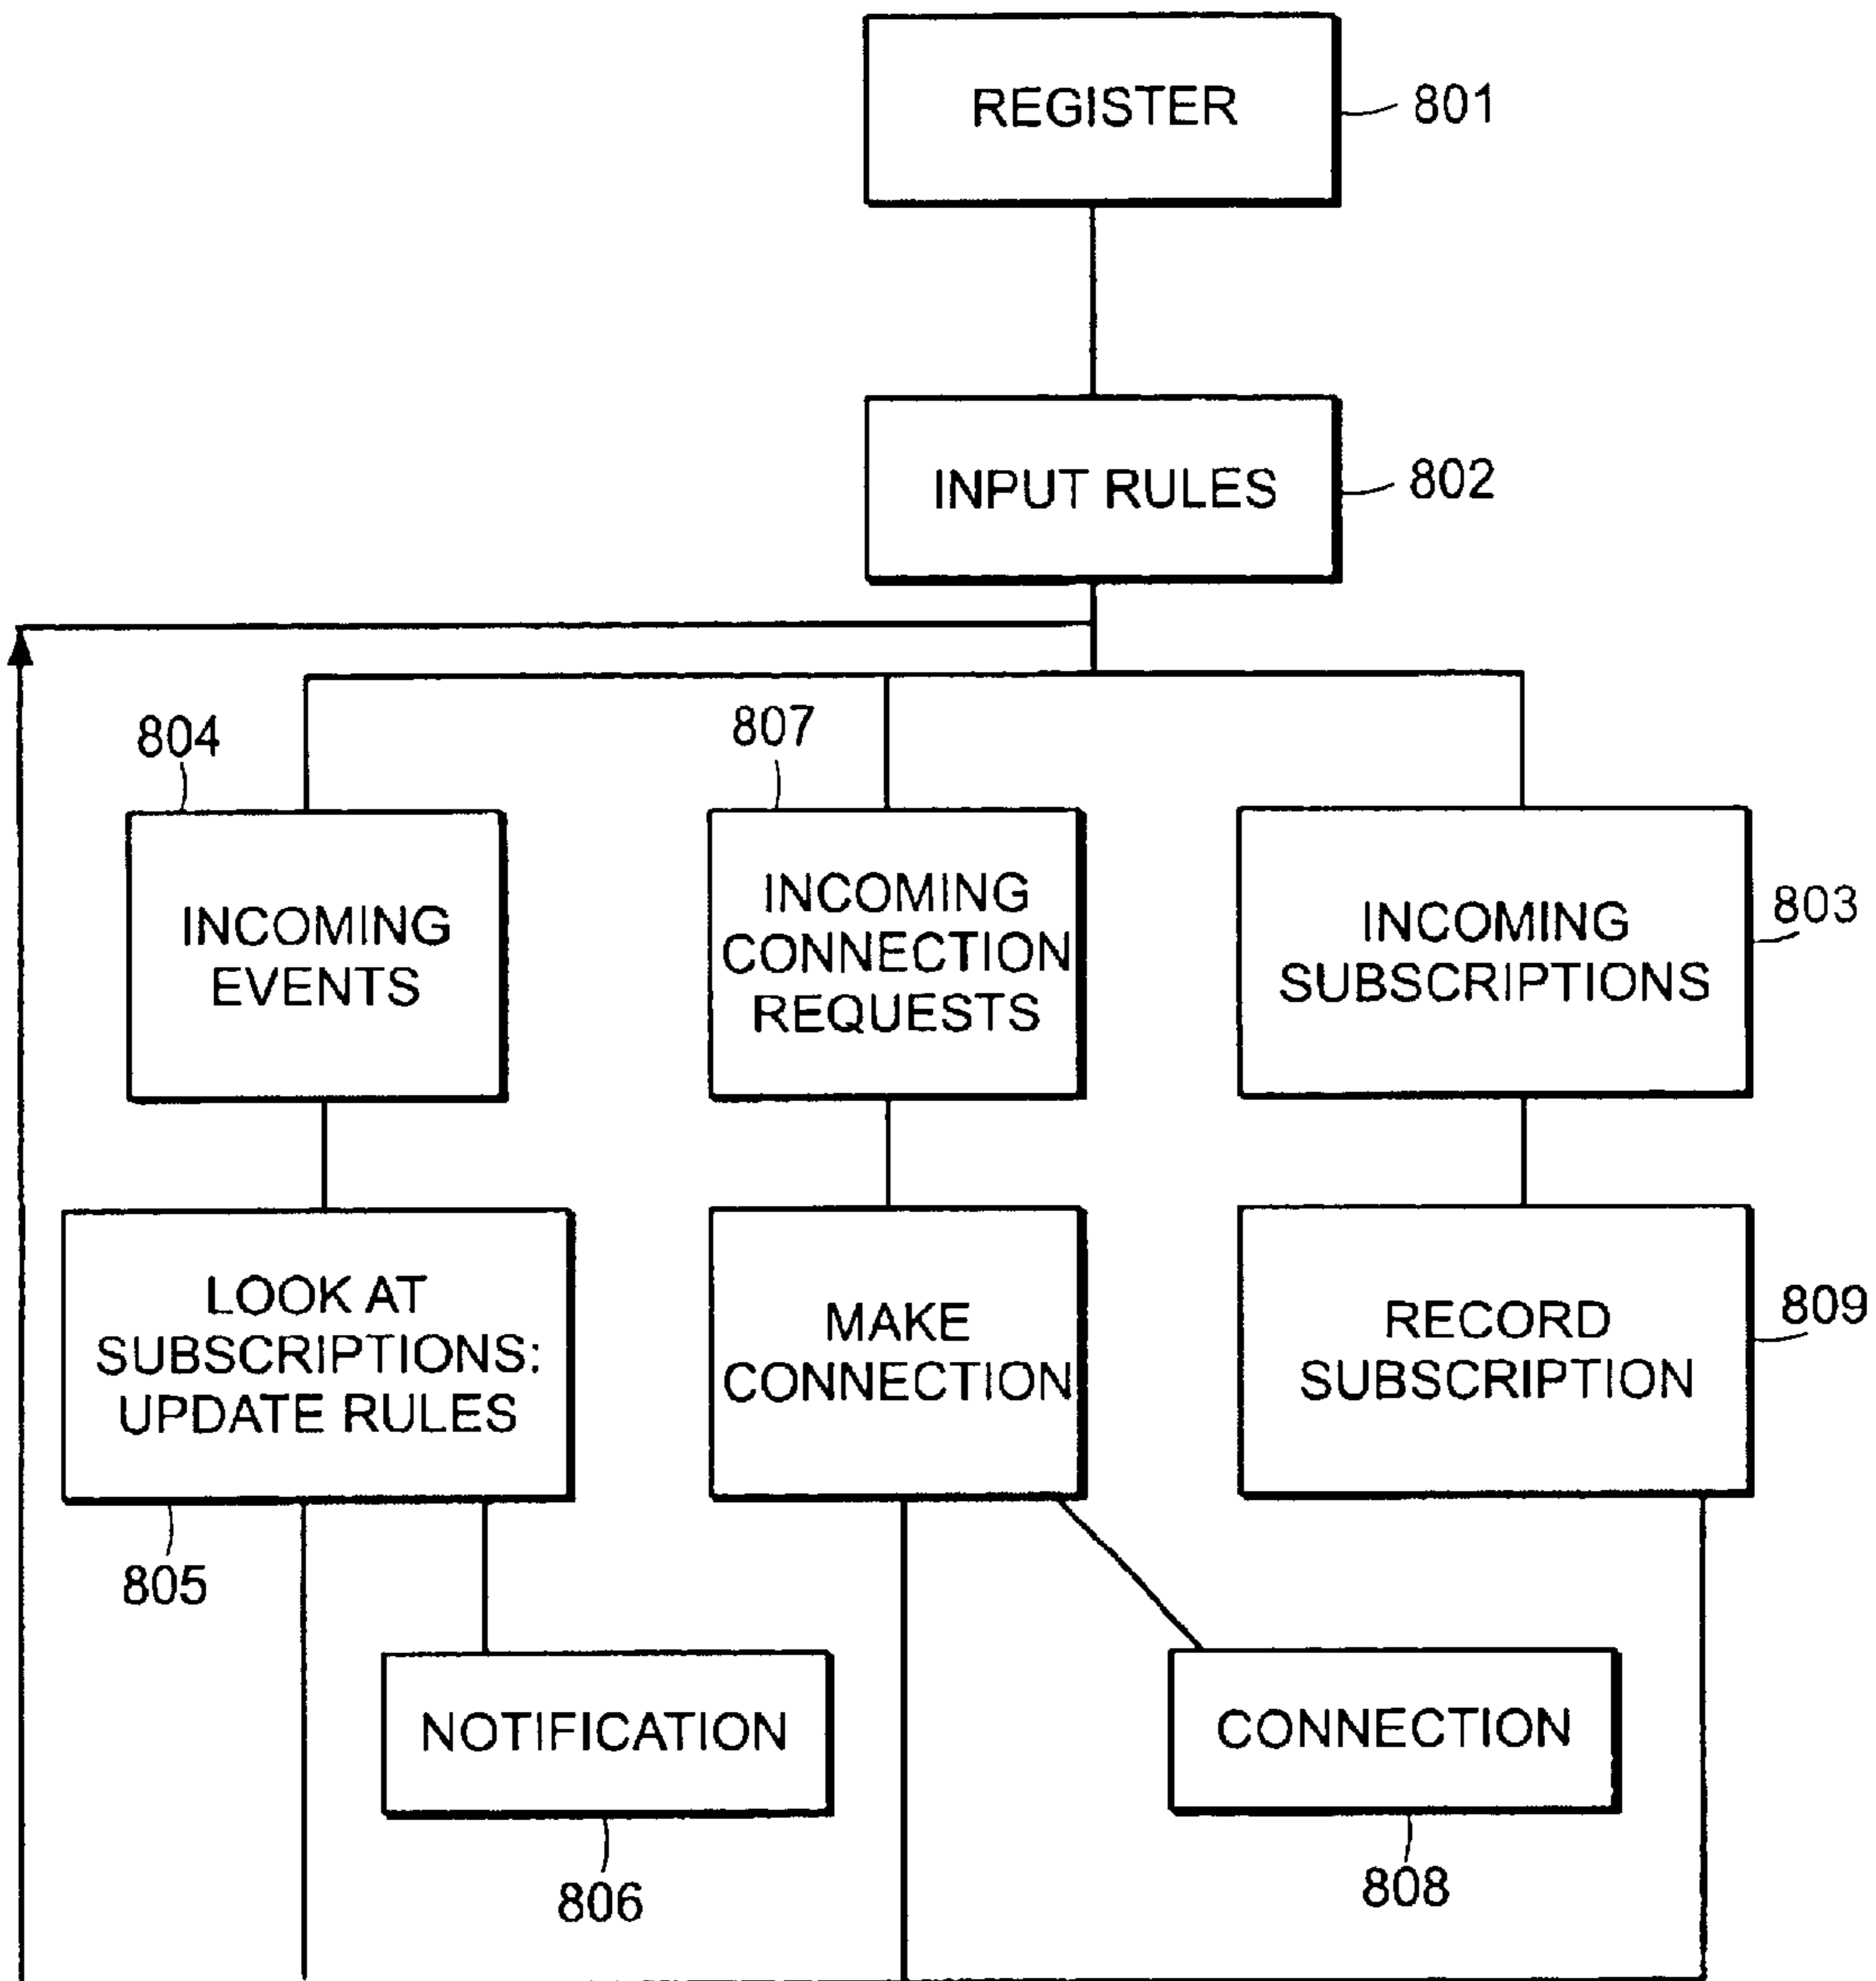 REGISTER
801
INPUT RULES
802
804
807
INCOMING
EVENTS
INCOMING
CONNECTION
REQUESTS
INCOMING
SUBSCRIPTIONS
803
LOOK AT
SUBSCRIPTIONS:
UPDATE RULES
805
MAKE
CONNECTION
RECORD
SUBSCRIPTION
809
NOTIFICATION
806
CONNECTION
808